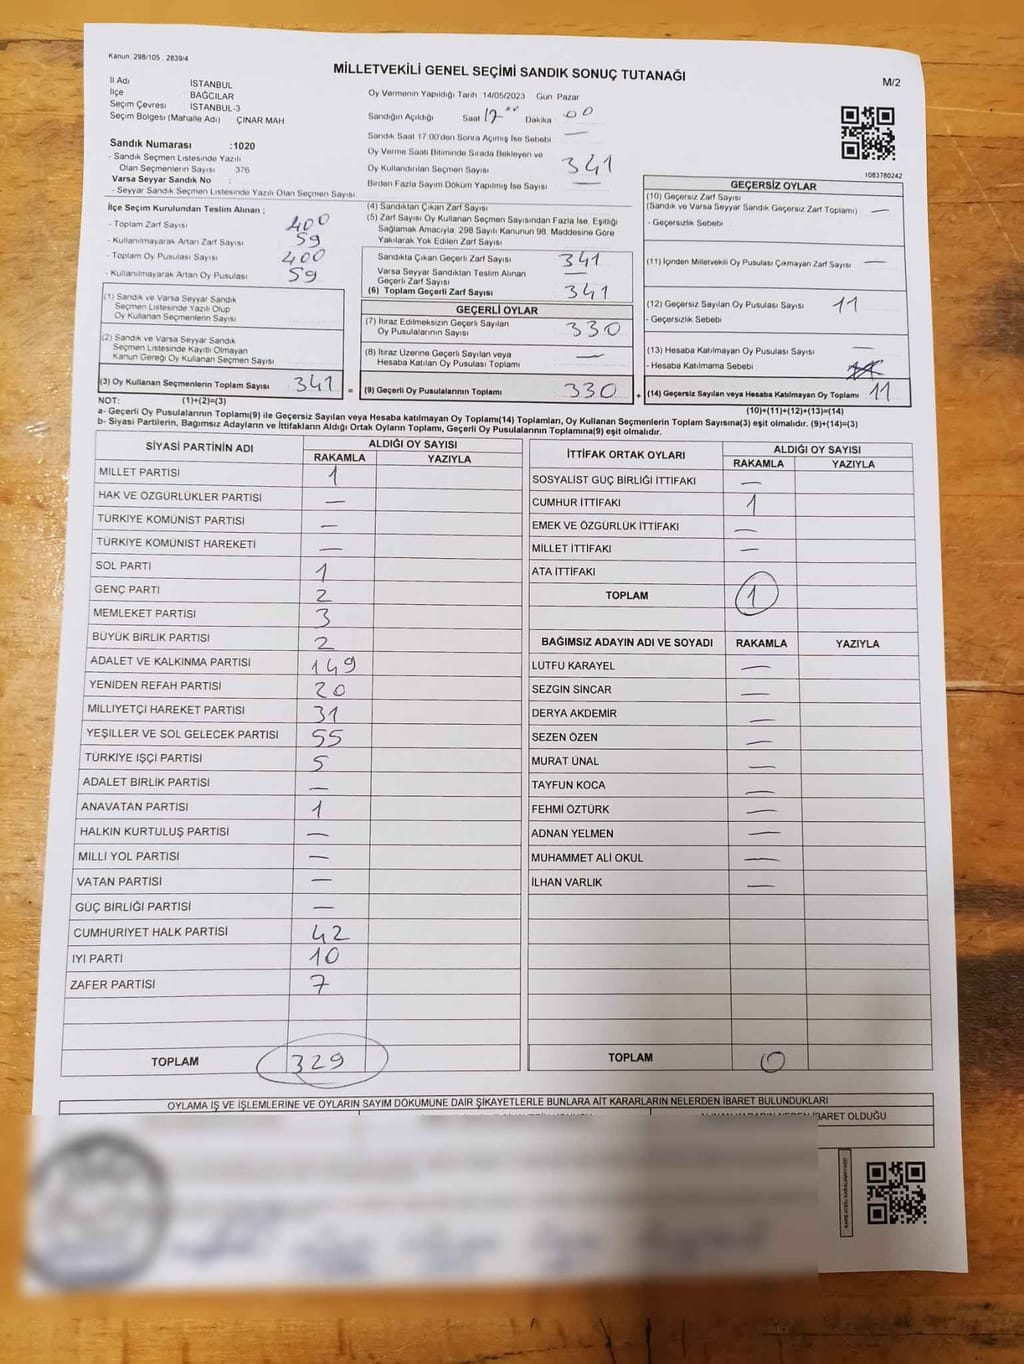 Kanun: 298/105 , 2839/4
MİLLETVEKİLİ GENEL SEÇİMİ SANDIK SONUÇ TUTANAĞI
M/2
İl Adı İSTANBUL
İlçe BAĞCILAR
Seçim Çevresi İSTANBUL-3
Seçim Bölgesi (Mahalle Adı) ÇINAR MAH
Oy Vermenin Yapıldığı Tarih 14/05/2023 Gün Pazar
Sandığın Açıldığı Saat 17 Dakika 00
Sandık Saat 17.00'den Sonra Açılmış İse Sebebi —
Oy Verme Saati Bitiminde Sırada Bekleyen ve
Oy Kullandırılan Seçmen Sayısı 341
Birden Fazla Sayım Döküm Yapılmış İse Sayısı —
Sandık Numarası :1020
- Sandık Seçmen Listesinde Yazılı
Olan Seçmenlerin Sayısı 376
Varsa Seyyar Sandık No :
- Seyyar Sandık Seçmen Listesinde Yazılı Olan Seçmen Sayısı
1083780242
İlçe Seçim Kurulundan Teslim Alınan ;
- Toplam Zarf Sayısı 400
- Kullanılmayarak Artan Zarf Sayısı 59
- Toplam Oy Pusulası 400
- Kullanılmayarak Artan Oy Pusulası 59
(1) Sandık ve Varsa Seyyar Sandık
Seçmen Listesinde Yazılı Olup
Oy Kullanan Seçmenlerin Sayısı
(2) Sandık ve Varsa Seyyar Sandık
Seçmen Listesinde Kayıtlı Olmayan
Kanun Gereği Oy Kullanan Seçmen Sayısı
(3) Oy Kullanan Seçmenlerin Toplam Sayısı 341 =
(4) Sandıktan Çıkan Zarf Sayısı
(5) Zarf Sayısı Oy Kullanan Seçmen Sayısından Fazla İse, Eşitliği
Sağlamak Amacıyla; 298 Sayılı Kanunun 98. Maddesine Göre
Yakılarak Yok Edilen Zarf Sayısı
Sandıkta Çıkan Geçerli Zarf Sayısı 341
Varsa Seyyar Sandıktan Teslim Alınan
Geçerli Zarf Sayısı —
(6) Toplam Geçerli Zarf Sayısı 341
GEÇERLİ OYLAR
(7) İtiraz Edilmeksizin Geçerli Sayılan
Oy Pusulalarının Sayısı 330
(8) İtiraz Üzerine Geçerli Sayılan veya
Hesaba Katılan Oy Pusulası Toplamı —
(9) Geçerli Oy Pusulalarının Toplamı 330 +
GEÇERSİZ OYLAR
(10) Geçersiz Zarf Sayısı
(Sandık ve Varsa Seyyar Sandık Geçersiz Zarf Toplamı) —
- Geçersizlik Sebebi
(11) İçinden Milletvekili Oy Pusulası Çıkmayan Zarf Sayısı —
(12) Geçersiz Sayılan Oy Pusulası Sayısı 11
- Geçersizlik Sebebi
(13) Hesaba Katılmayan Oy Pusulası Sayısı —
- Hesaba Katılmama Sebebi
(14) Geçersiz Sayılan veya Hesaba Katılmayan Oy Toplamı 11
NOT: (1)+(2)=(3)
(10)+(11)+(12)+(13)=(14)
a- Geçerli Oy Pusulalarının Toplamı(9) ile Geçersiz Sayılan veya Hesaba katılmayan Oy Toplamı(14) Toplamları, Oy Kullanan Seçmenlerin Toplam Sayısına(3) eşit olmalıdır. (9)+(14)=(3)
b- Siyasi Partilerin, Bağımsız Adayların ve İttifakların Aldığı Ortak Oyların Toplamı, Geçerli Oy Pusulalarının Toplamına(9) eşit olmalıdır.
SİYASİ PARTİNİN ADI ALDIĞI OY SAYISI
RAKAMLA YAZIYLA
MİLLET PARTİSİ 1
HAK VE ÖZGÜRLÜKLER PARTİSİ —
TÜRKİYE KOMÜNİST PARTİSİ —
TÜRKİYE KOMÜNİST HAREKETİ —
SOL PARTİ 1
GENÇ PARTİ 2
MEMLEKET PARTİSİ 3
BÜYÜK BİRLİK PARTİSİ 2
ADALET VE KALKINMA PARTİSİ 149
YENİDEN REFAH PARTİSİ 20
MİLLİYETÇİ HAREKET PARTİSİ 31
YEŞİLLER VE SOL GELECEK PARTİSİ 55
TÜRKİYE İŞÇİ PARTİSİ 5
ADALET BİRLİK PARTİSİ —
ANAVATAN PARTİSİ 1
HALKIN KURTULUŞ PARTİSİ —
MİLLİ YOL PARTİSİ —
VATAN PARTİSİ —
GÜÇ BİRLİĞİ PARTİSİ —
CUMHURİYET HALK PARTİSİ 42
İYİ PARTİ 10
ZAFER PARTİSİ 7
TOPLAM 329
İTTİFAK ORTAK OYLARI ALDIĞI OY SAYISI
RAKAMLA YAZIYLA
SOSYALİST GÜÇ BİRLİĞİ İTTİFAKI —
CUMHUR İTTİFAKI 1
EMEK VE ÖZGÜRLÜK İTTİFAKI —
MİLLET İTTİFAKI —
ATA İTTİFAKI
TOPLAM 1
BAĞIMSIZ ADAYIN ADI VE SOYADI RAKAMLA YAZIYLA
LÜTFÜ KARAYEL —
SEZGİN SİNCAR —
DERYA AKDEMİR —
SEZEN ÖZEN —
MURAT ÜNAL —
TAYFUN KOCA —
FEHMİ ÖZTÜRK —
ADNAN YELMEN —
MUHAMMET ALİ OKUL —
İLHAN VARLIK —
TOPLAM 0
OYLAMA İŞ VE İŞLEMLERİNE VE OYLARIN SAYIM DÖKÜMÜNE DAİR ŞİKAYETLERLE BUNLARA AİT KARARLARIN NELERDEN İBARET BULUNDUKLARI
İBARET OLDUĞU